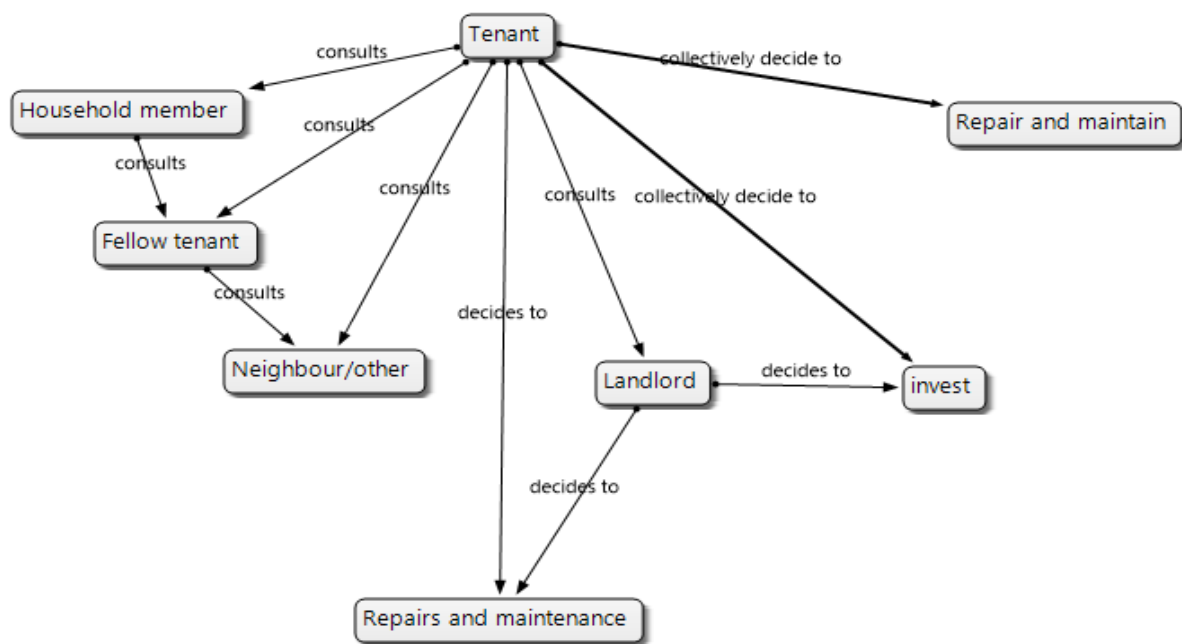 Tenant
consults
collectively decide to
Household member
Repair and maintain
consults
consults
consults
consults
collectively decide to
Fellow tenant
consults
decides to
Neighbour/other
Landlord
decides to
invest
decides to
Repairs and maintenance